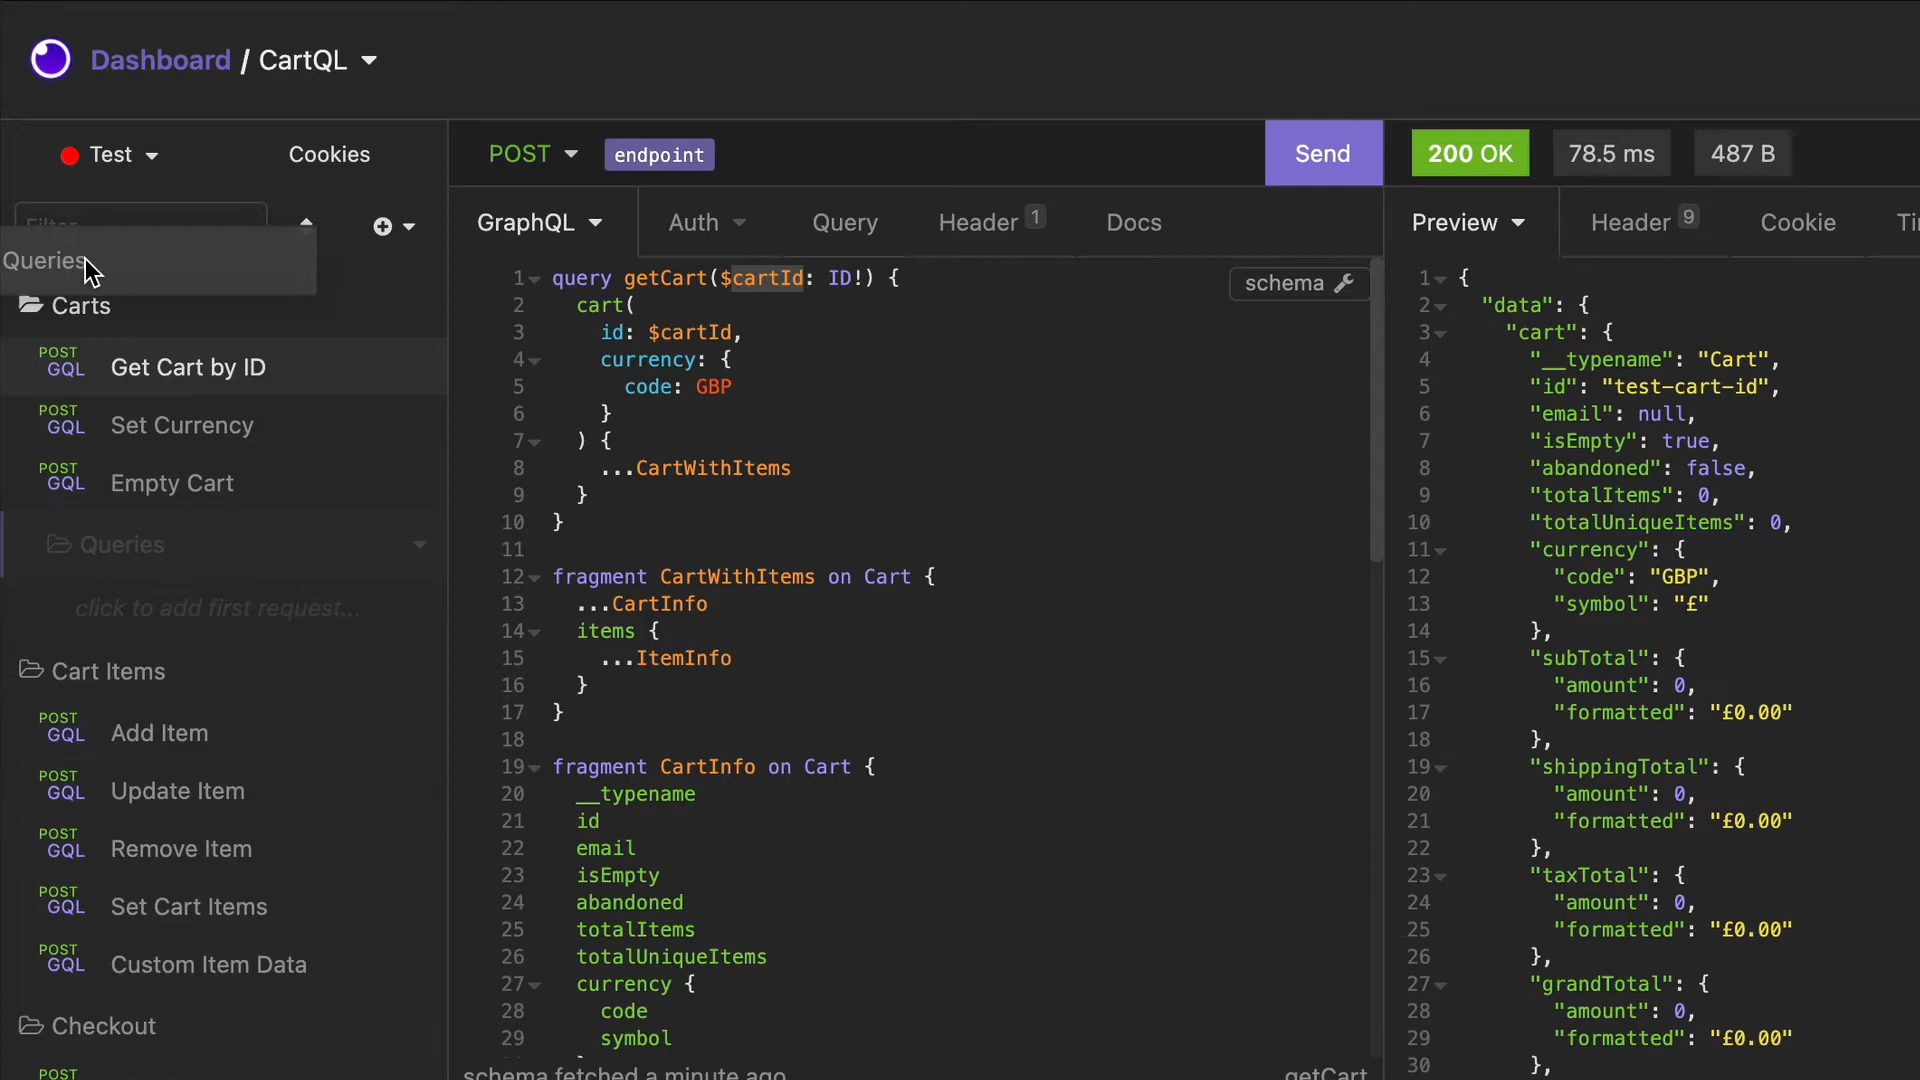 Dashboard / CartQL
Test
Cookies
Filter
Queries
Carts
POST
GQL
Get Cart by ID
POST
GQL
Set Currency
POST
GQL
Empty Cart
Queries
click to add first request...
Cart Items
POST
GQL
Add Item
POST
GQL
Update Item
POST
GQL
Remove Item
POST
GQL
Set Cart Items
POST
GQL
Custom Item Data
Checkout
POST
POST
endpoint
Send
GraphQL
Auth
Query
Header 1
Docs
schema
1 query getCart($cartId: ID!) {
2 cart(
3 id: $cartId,
4 currency: {
5 code: GBP
6 }
7 ) {
8 ...CartWithItems
9 }
10 }
11
12 fragment CartWithItems on Cart {
13 ...CartInfo
14 items {
15 ...ItemInfo
16 }
17 }
18
19 fragment CartInfo on Cart {
20 __typename
21 id
22 email
23 isEmpty
24 abandoned
25 totalItems
26 totalUniqueItems
27 currency {
28 code
29 symbol
schema fetched a minute ago
getCart
200 OK
78.5 ms
487 B
Preview
Header 9
Cookie
Ti
1 {
2 "data": {
3 "cart": {
4 "__typename": "Cart",
5 "id": "test-cart-id",
6 "email": null,
7 "isEmpty": true,
8 "abandoned": false,
9 "totalItems": 0,
10 "totalUniqueItems": 0,
11 "currency": {
12 "code": "GBP",
13 "symbol": "£"
14 },
15 "subTotal": {
16 "amount": 0,
17 "formatted": "£0.00"
18 },
19 "shippingTotal": {
20 "amount": 0,
21 "formatted": "£0.00"
22 },
23 "taxTotal": {
24 "amount": 0,
25 "formatted": "£0.00"
26 },
27 "grandTotal": {
28 "amount": 0,
29 "formatted": "£0.00"
30 },